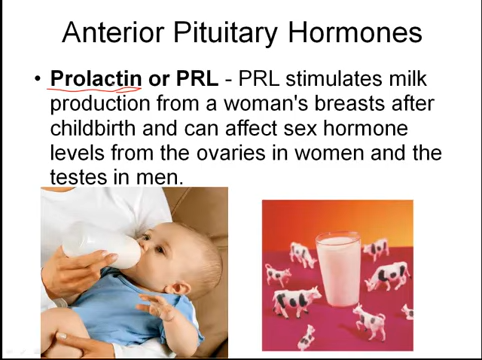 Anterior Pituitary Hormones
• Prolactin or PRL - PRL stimulates milk
production from a woman's breasts after
childbirth and can affect sex hormone
levels from the ovaries in women and the
testes in men.